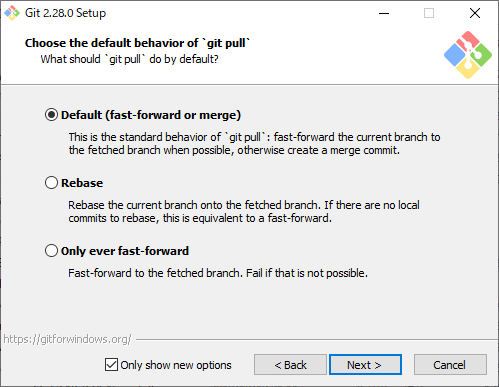 Git 2.28.0 Setup
Choose the default behavior of `git pull`
What should `git pull` do by default?
Default (fast-forward or merge)
This is the standard behavior of `git pull`: fast-forward the current branch to
the fetched branch when possible, otherwise create a merge commit.
Rebase
Rebase the current branch onto the fetched branch. If there are no local
commits to rebase, this is equivalent to a fast-forward.
Only ever fast-forward
Fast-forward to the fetched branch. Fail if that is not possible.
https://gitforwindows.org/
Only show new options
< Back
Next >
Cancel